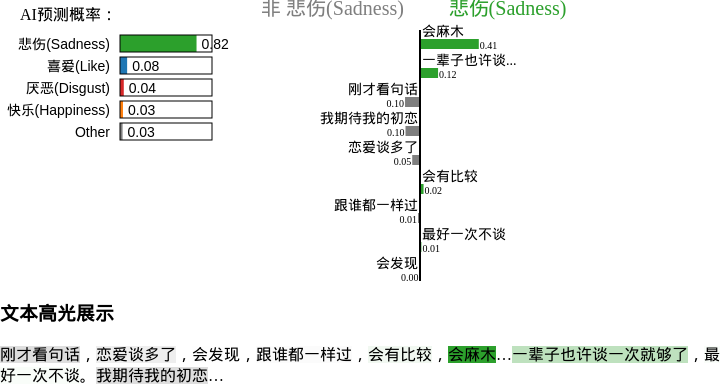 AI预测概率：
悲伤(Sadness) 0.82
喜爱(Like) 0.08
厌恶(Disgust) 0.04
快乐(Happiness) 0.03
Other 0.03
非 悲伤(Sadness) 悲伤(Sadness)
会麻木
0.41
一辈子也许谈...
0.12
刚才看句话
0.10
我期待我的初恋
0.10
恋爱谈多了
0.05
会有比较
0.02
跟谁都一样过
0.01
最好一次不谈
0.01
会发现
0.00
文本高光展示
刚才看句话，恋爱谈多了，会发现，跟谁都一样过，会有比较，会麻木…一辈子也许谈一次就够了，最
好一次不谈。我期待我的初恋…